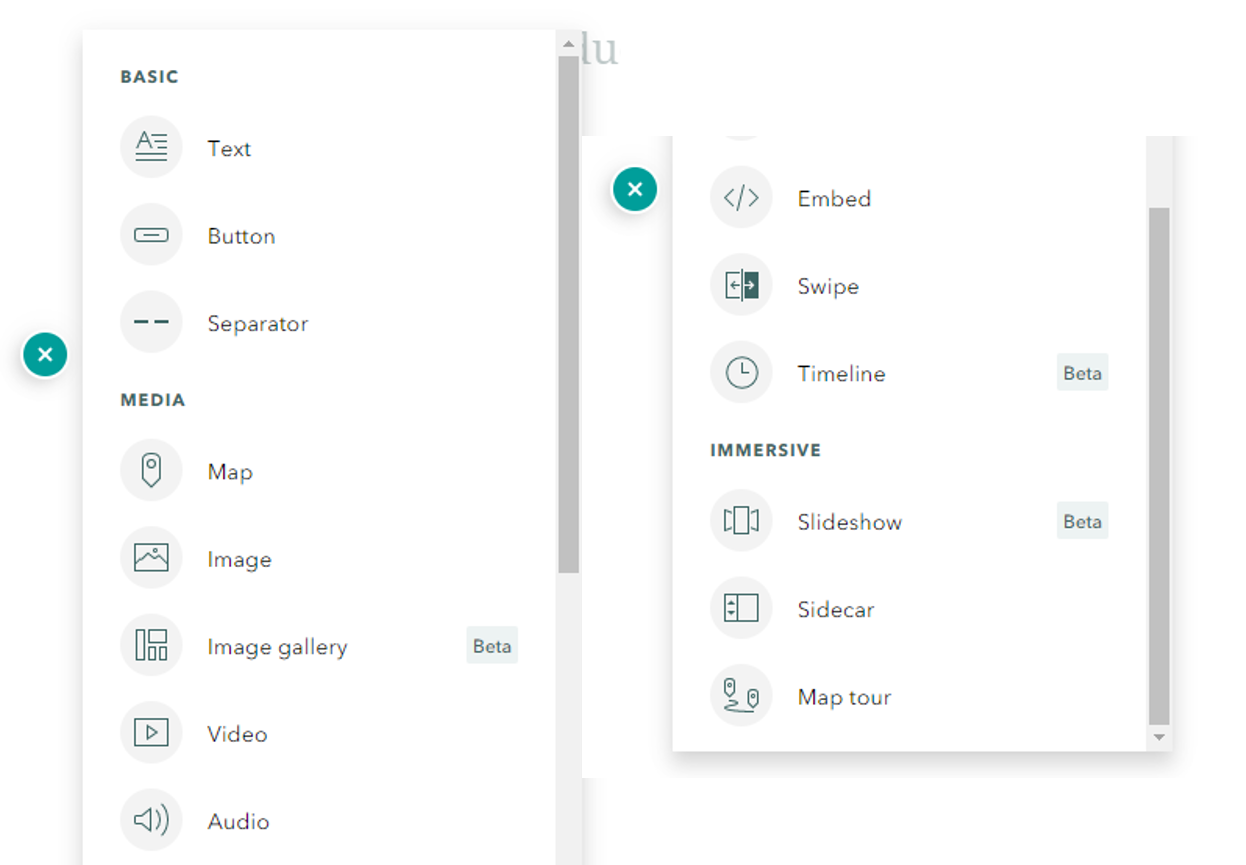 BASIC
Text
Button
Separator
MEDIA
Map
Image
Image gallery Beta
Video
Audio
Embed
Swipe
Timeline Beta
IMMERSIVE
Slideshow Beta
Sidecar
Map tour